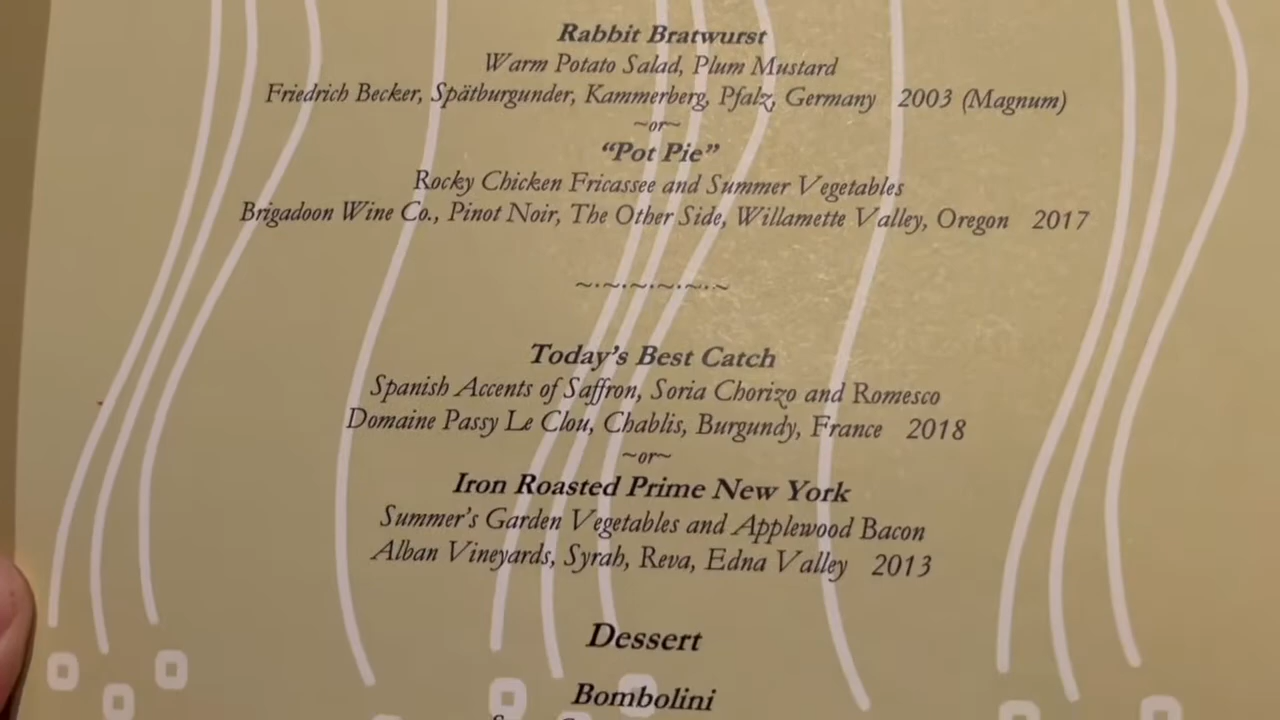 Rabbit Bratwurst
Warm Potato Salad, Plum Mustard
Friedrich Becker, Spätburgunder, Kammerberg, Pfalz, Germany 2003 (Magnum)
~or~
“Pot Pie”
Rocky Chicken Fricassee and Summer Vegetables
Brigadoon Wine Co., Pinot Noir, The Other Side, Willamette Valley, Oregon 2017
~.~.~.~.~.~
Today’s Best Catch
Spanish Accents of Saffron, Soria Chorizo and Romesco
Domaine Passy Le Clou, Chablis, Burgundy, France 2018
~or~
Iron Roasted Prime New York
Summer’s Garden Vegetables and Applewood Bacon
Alban Vineyards, Syrah, Reva, Edna Valley 2013
Dessert
Bombolini